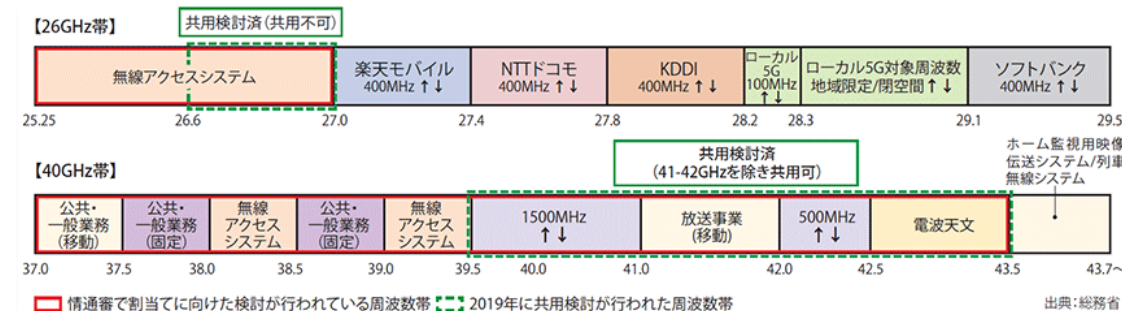 【26GHz帯】
共用検討済(共用不可)
無線アクセスシステム
楽天モバイル
400MHz ↑↓
NTTドコモ
400MHz ↑↓
KDDI
400MHz ↑↓
ローカル
5G
100MHz
↑↓
ローカル5G対象周波数
地域限定/閉空間↑↓
ソフトバンク
400MHz ↑↓
25.25
26.6
27.0
27.4
27.8
28.2
28.3
29.1
29.5
【40GHz帯】
共用検討済
(41-42GHzを除き共用可)
ホーム監視用映像
伝送システム/列車
無線システム
公共・
一般業務
(移動)
公共・
一般業務
(固定)
無線
アクセス
システム
公共・
一般業務
(固定)
無線
アクセス
システム
1500MHz
↑↓
放送事業
(移動)
500MHz
↑↓
電波天文
37.0
37.5
38.0
38.5
39.0
39.5
40.0
41.0
42.0
42.5
43.5
43.7～
情通審で割当てに向けた検討が行われている周波数帯
2019年に共用検討が行われた周波数帯
出典：総務省